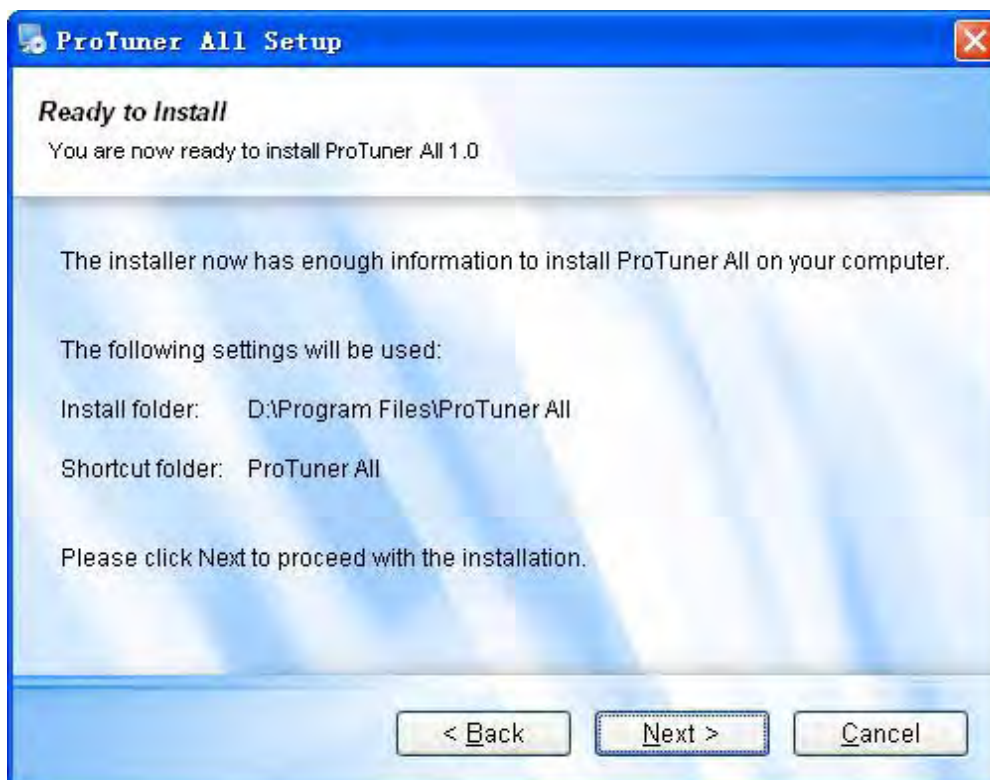 ProTuner All Setup
Ready to Install
You are now ready to install ProTuner All 1.0
The installer now has enough information to install ProTuner All on your computer.
The following settings will be used:
Install folder: D:\Program Files\ProTuner All
Shortcut folder: ProTuner All
Please click Next to proceed with the installation.
< Back Next > Cancel